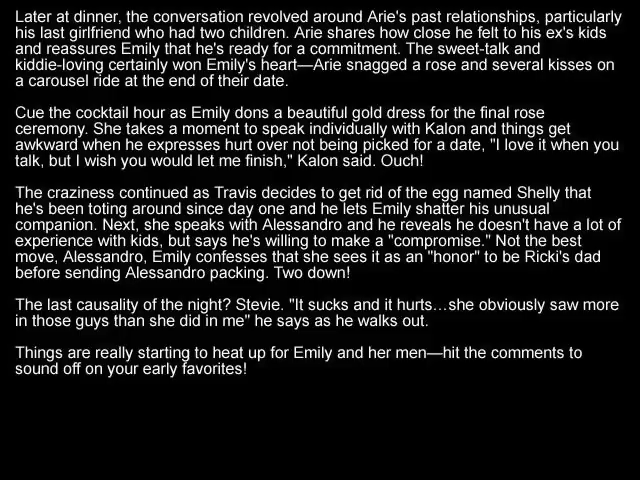 Later at dinner, the conversation revolved around Arie's past relationships, particularly
his last girlfriend who had two children. Arie shares how close he felt to his ex's kids
and reassures Emily that he's ready for a commitment. The sweet-talk and
kiddie-loving certainly won Emily's heart—Arie snagged a rose and several kisses on
a carousel ride at the end of their date.
Cue the cocktail hour as Emily dons a beautiful gold dress for the final rose
ceremony. She takes a moment to speak individually with Kalon and things get
awkward when he expresses hurt over not being picked for a date, "I love it when you
talk, but I wish you would let me finish," Kalon said. Ouch!
The craziness continued as Travis decides to get rid of the egg named Shelly that
he's been toting around since day one and he lets Emily shatter his unusual
companion. Next, she speaks with Alessandro and he reveals he doesn't have a lot of
experience with kids, but says he's willing to make a "compromise." Not the best
move, Alessandro, Emily confesses that she sees it as an "honor" to be Ricki's dad
before sending Alessandro packing. Two down!
The last causality of the night? Stevie. "It sucks and it hurts…she obviously saw more
in those guys than she did in me" he says as he walks out.
Things are really starting to heat up for Emily and her men—hit the comments to
sound off on your early favorites!